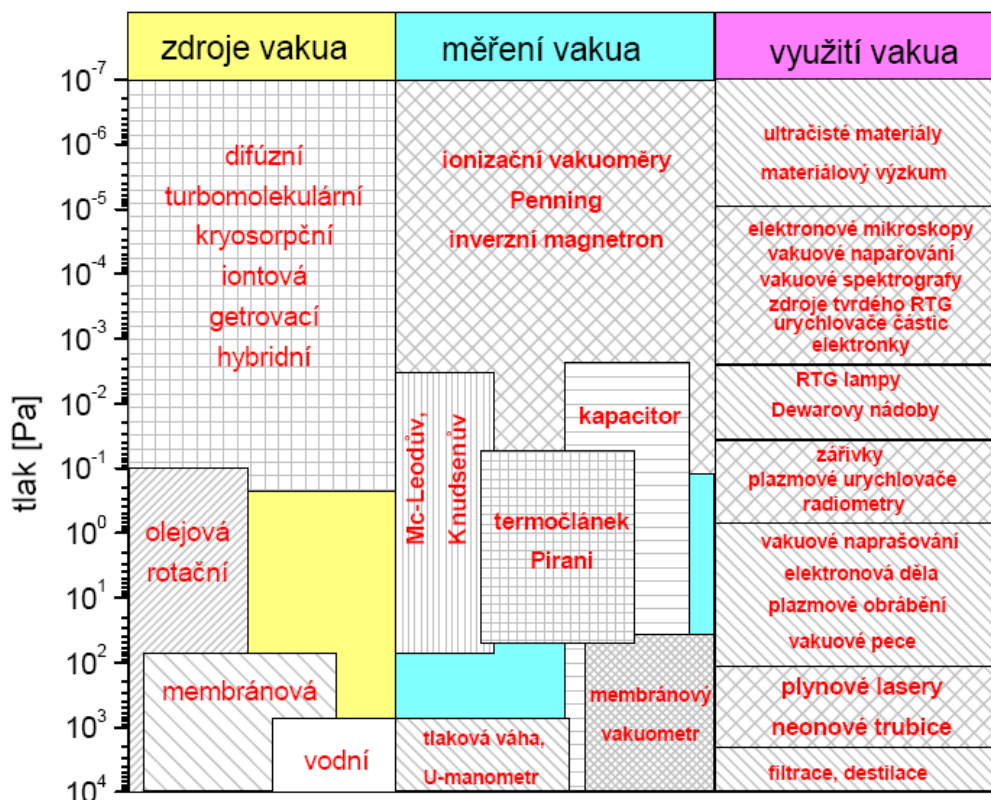 zdroje vakua
měření vakua
využití vakua
tlak [Pa]
10⁻⁷
10⁻⁶
10⁻⁵
10⁻⁴
10⁻³
10⁻²
10⁻¹
10⁰
10¹
10²
10³
10⁴
difúzní
turbomolekulární
kryosorpční
iontová
getrovací
hybridní
olejová
rotační
membránová
vodní
ionizační vakuoměry
Penning
inverzní magnetron
Mc-Leodův,
Knudsenův
kapacitor
termočlánek
Pirani
membránový
vakuometr
tlaková váha,
U-manometr
ultračisté materiály
materiálový výzkum
elektronové mikroskopy
vakuové napařování
vakuové spektrografy
zdroje tvrdého RTG
urychlovače částic
elektronky
RTG lampy
Dewarovy nádoby
zářivky
plazmové urychlovače
radiometry
vakuové naprašování
elektronová děla
plazmové obrábění
vakuové pece
plynové lasery
neonové trubice
filtrace, destilace